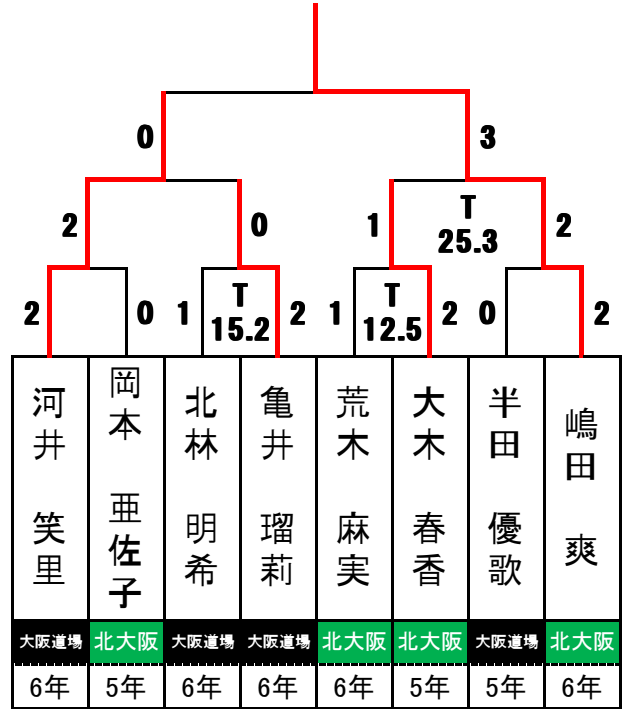 0 3
2 0 1 T 2
25.3
2 0 1 T 2 1 T 2 0 2
15.2 12.5
河井 笑里
岡本 亜佐子
北林 明希
亀井 瑠莉
荒木 麻実
大木 春香
半田 優歌
嶋田 爽
大阪道場 北大阪 大阪道場 大阪道場 北大阪 北大阪 大阪道場 北大阪
6年 5年 6年 6年 6年 5年 5年 6年